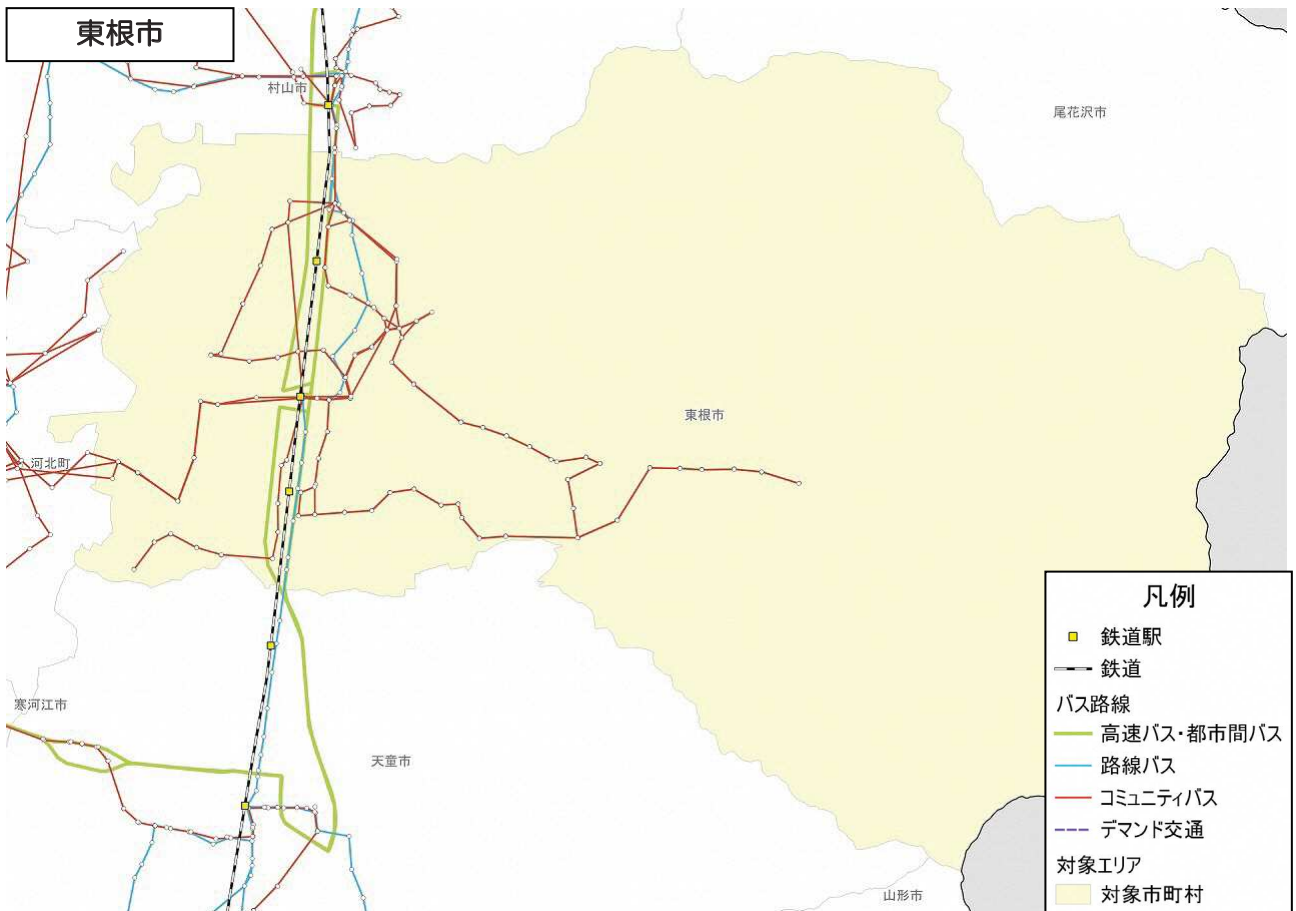 東根市
村山市
尾花沢市
東根市
河北町
寒河江市
天童市
山形市
凡例
鉄道駅
鉄道
バス路線
高速バス・都市間バス
路線バス
コミュニティバス
デマンド交通
対象エリア
対象市町村